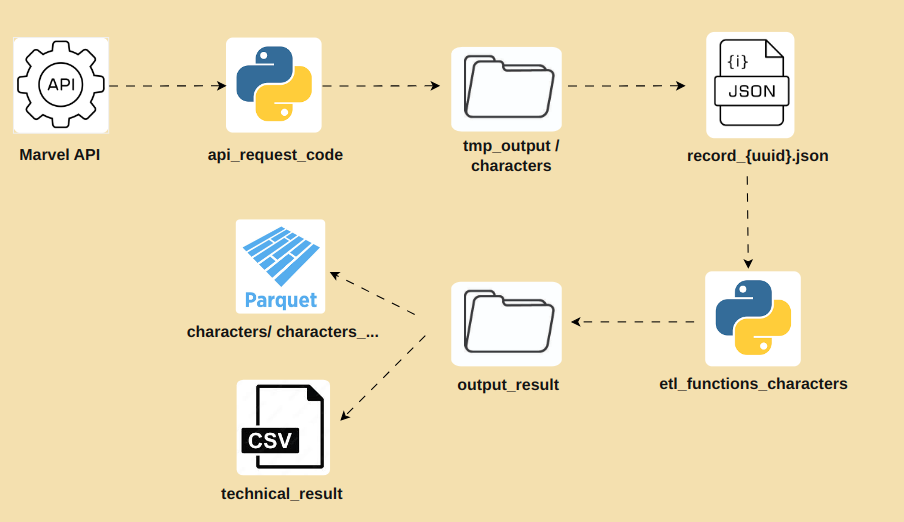 API
Marvel API
api_request_code
tmp_output /
characters
{i}
JSON
record_{uuid}.json
Parquet
characters/ characters_...
CSV
technical_result
output_result
etl_functions_characters